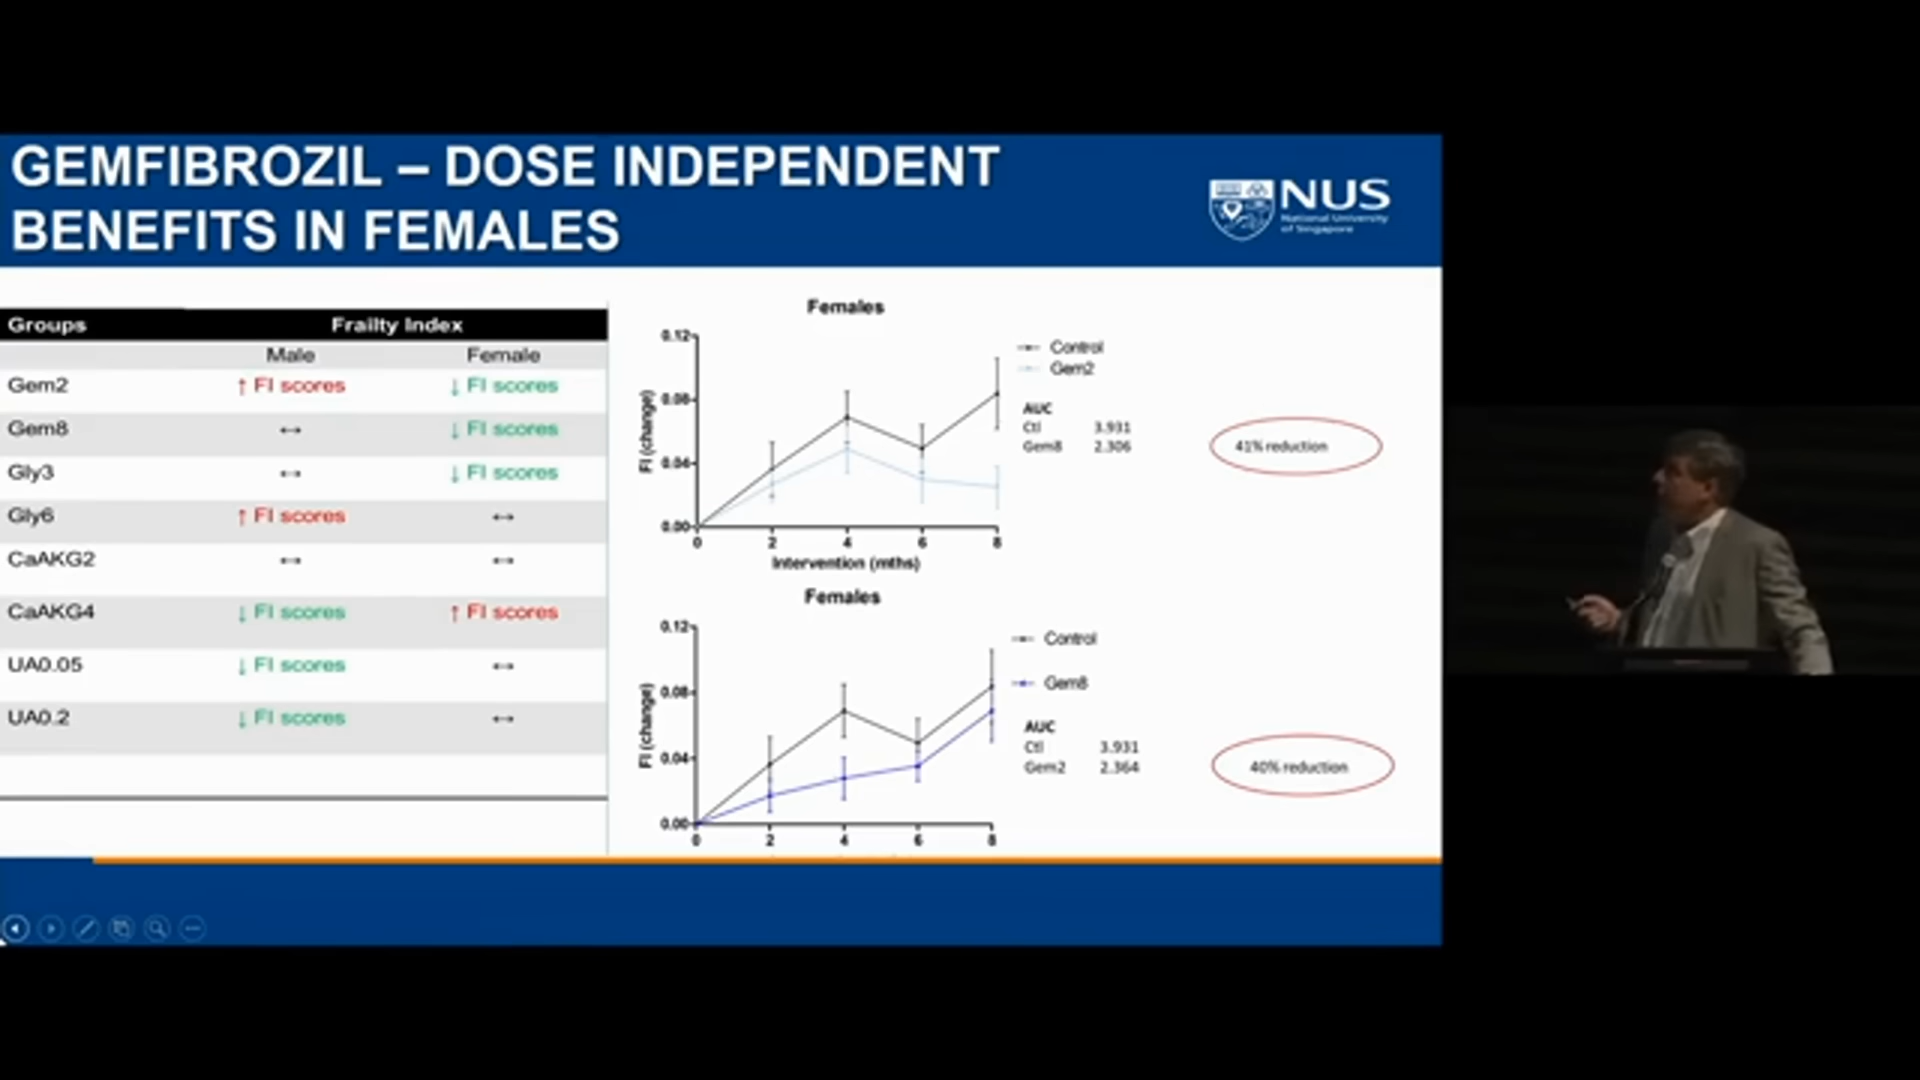 GEMFIBROZIL – DOSE INDEPENDENT
BENEFITS IN FEMALES
NUS
National University
of Singapore
Groups Frailty Index
Male Female
Gem2 ↑ FI scores ↓ FI scores
Gem8 ↔ ↓ FI scores
Gly3 ↔ ↓ FI scores
Gly6 ↑ FI scores ↔
CaAKG2 ↔ ↔
CaAKG4 ↓ FI scores ↑ FI scores
UA0.05 ↓ FI scores ↔
UA0.2 ↓ FI scores ↔
Females
FI (change)
0.12
0.08
0.04
0.00
0 2 4 6 8
Intervention (mths)
Control
Gem2
AUC
Ctl 3.931
Gem8 2.306
41% reduction
Females
FI (change)
0.12
0.08
0.04
0.00
0 2 4 6 8
Control
Gem8
AUC
Ctl 3.931
Gem2 2.364
40% reduction